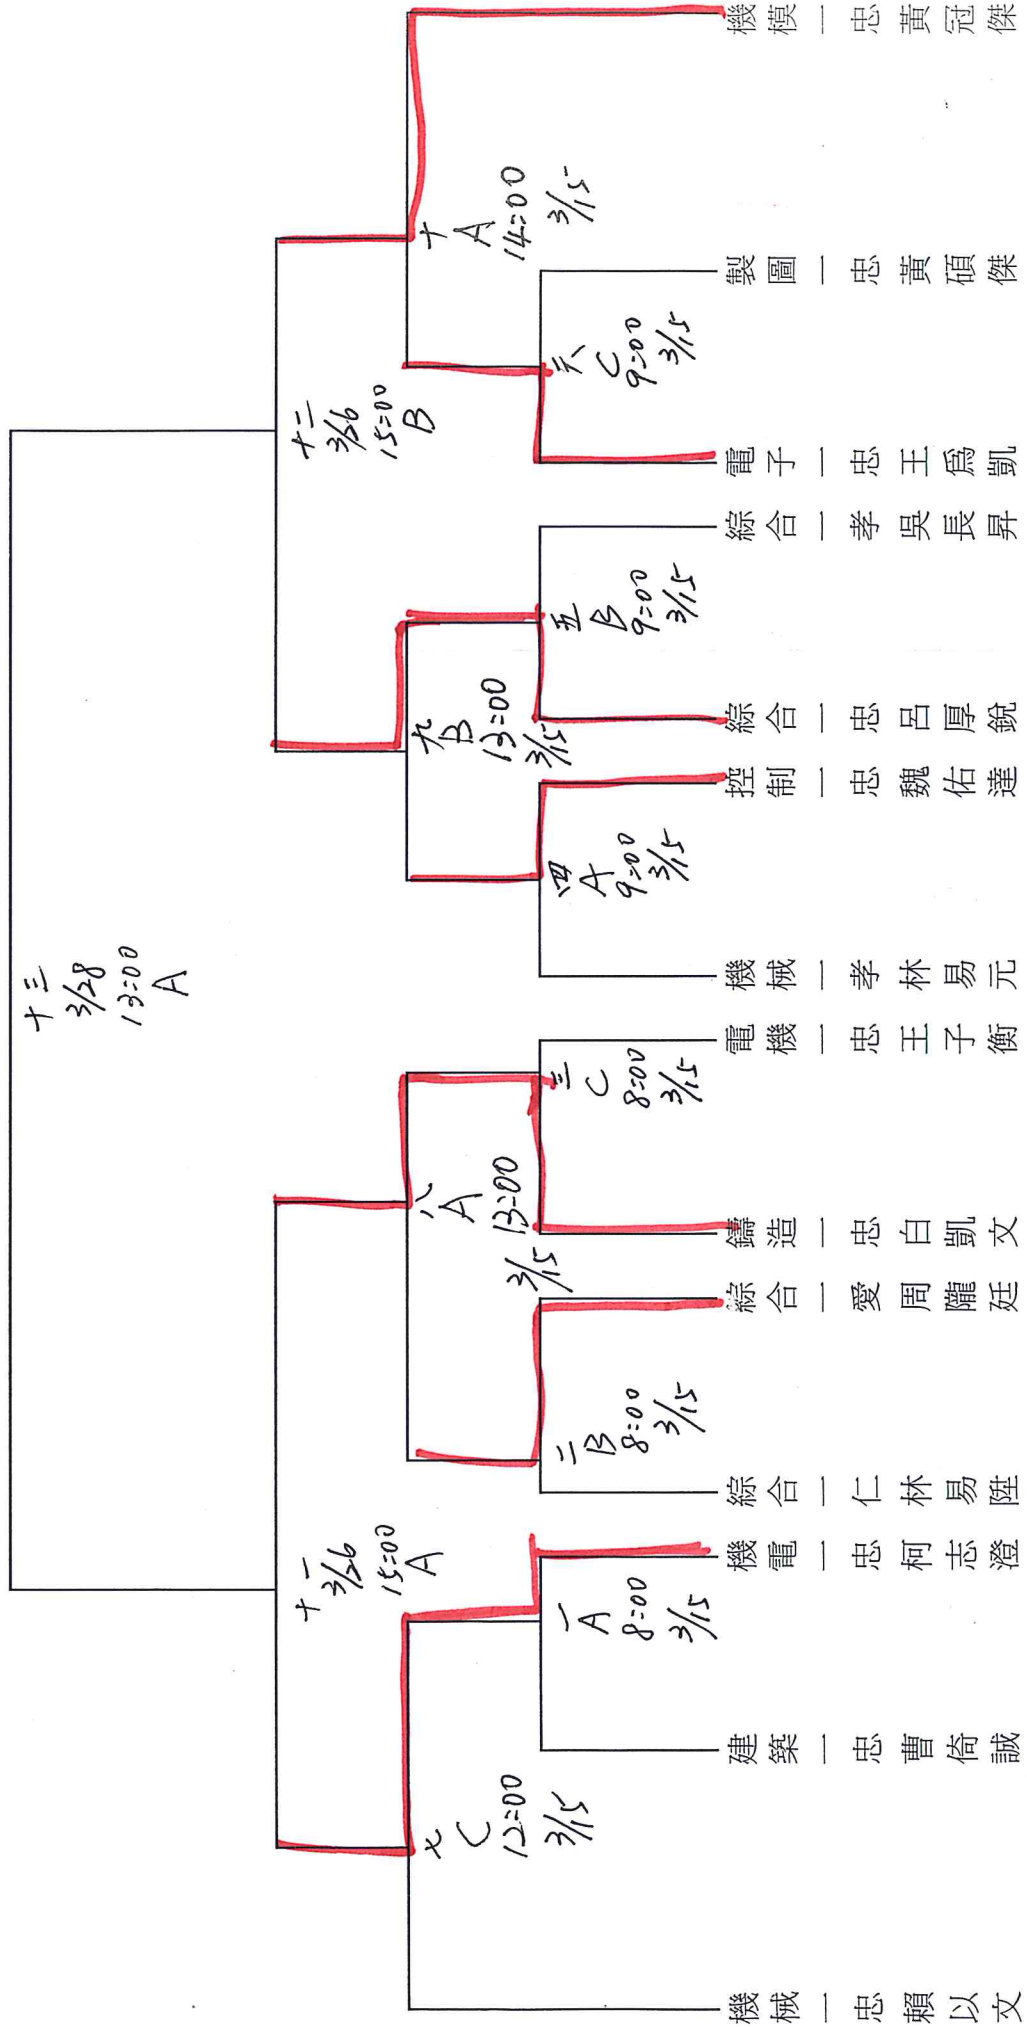 十三
3/28
13:00
A
十一
3/26
15:00
A
十二
3/26
15:00
B
七
C
12:00
3/15
八
A
13:00
3/15
九
B
13:00
3/15
十
A
14:00
3/15
一
A
8:00
3/15
二
B
8:00
3/15
三
C
8:00
3/15
四
A
9:00
3/15
五
B
9:00
3/15
六
C
9:00
3/15
機械一忠賴以文
建築一忠曹倚誠
機電一忠柯志澄
綜合一仁林易陞
綜合一愛周隴廷
鑄造一忠白凱文
電機一忠王子衡
機械一孝林易元
控制一忠魏佑達
綜合一忠呂厚銳
綜合一孝吳長昇
電子一忠王為凱
製圖一忠黃碩傑
機模一忠黃冠傑